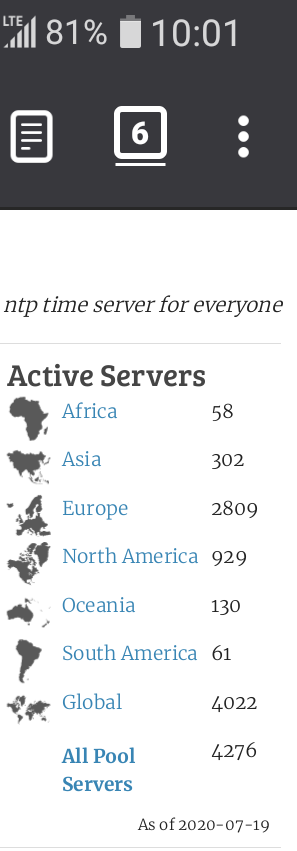 LTE 81% 10:01
6
ntp time server for everyone
Active Servers
Africa 58
Asia 302
Europe 2809
North America 929
Oceania 130
South America 61
Global 4022
All Pool 4276
Servers
As of 2020-07-19